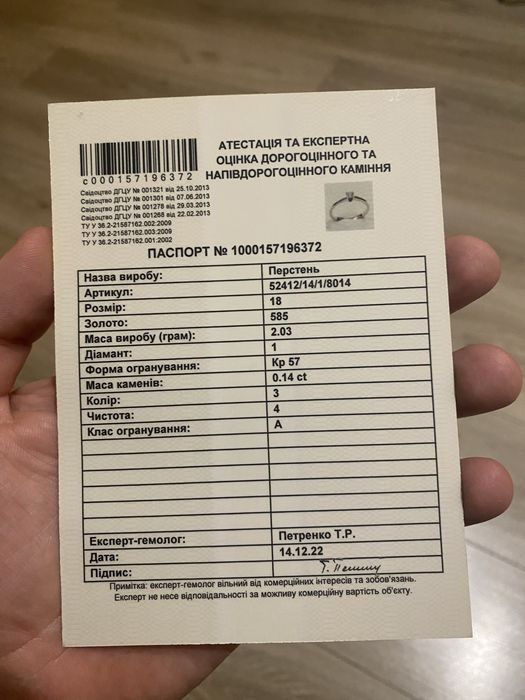 АТЕСТАЦІЯ ТА ЕКСПЕРТНА
ОЦІНКА ДОРОГОЦІННОГО ТА
НАПІВДОРОГОЦІННОГО КАМІННЯ
c000157196372
Свідоцтво ДГЦУ № 001321 від 25.10.2013
Свідоцтво ДГЦУ № 001301 від 07.06.2013
Свідоцтво ДГЦУ № 001278 від 29.03.2013
Свідоцтво ДГЦУ № 001268 від 22.02.2013
ТУ У 36.2-21587162.002:2009
ТУ У 36.2-21587162.003:2009
ТУ У 36.2-21587162.001:2002
ПАСПОРТ № 1000157196372
Назва виробу: Перстень
Артикул: 52412/14/1/8014
Розмір: 18
Золото: 585
Маса виробу (грам): 2.03
Діамант: 1
Форма огранування: Кр 57
Маса каменів: 0.14 ct
Колір: 3
Чистота: 4
Клас огранування: А
Експерт-гемолог: Петренко Т.Р.
Дата: 14.12.22
Підпис:
Примітка: експерт-гемолог вільний від комерційних інтересів та зобов'язань.
Експерт не несе відповідальності за можливу комерційну вартість об'єкту.